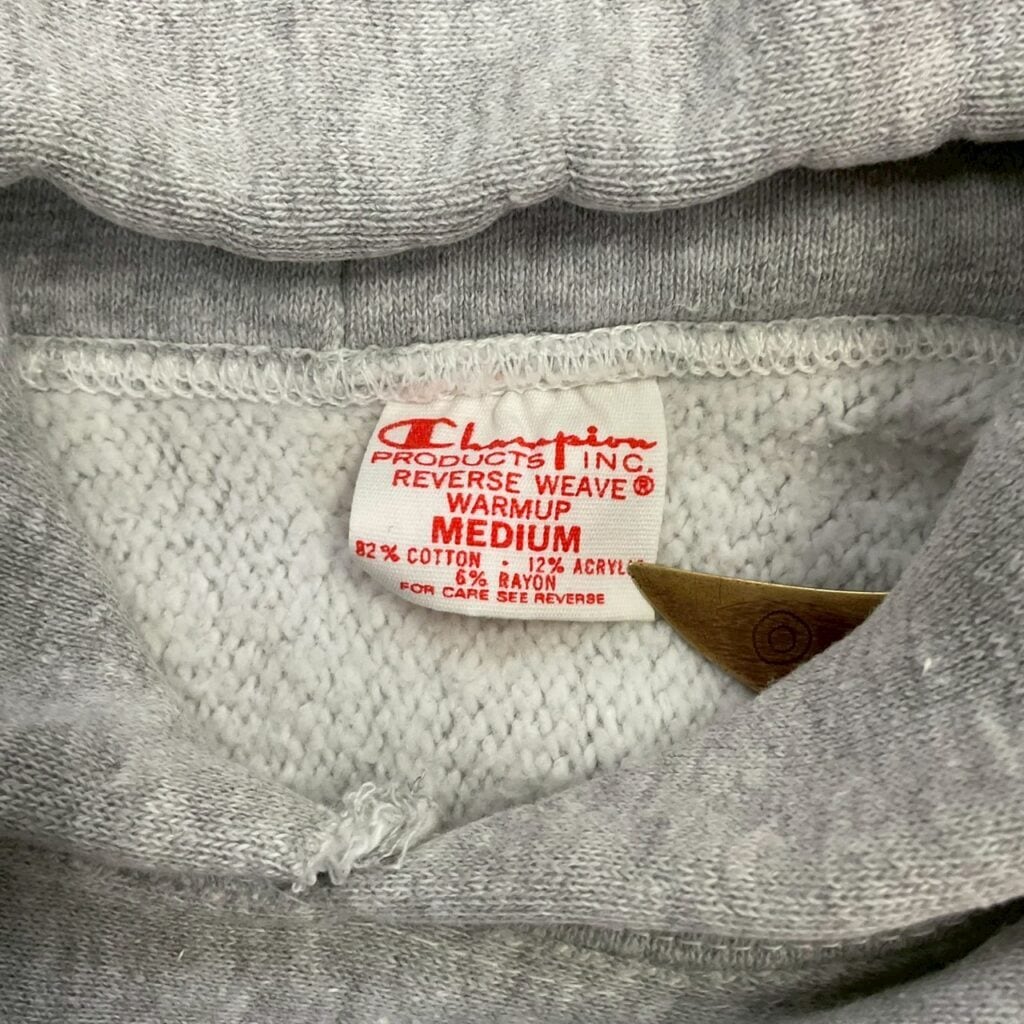 Champion
PRODUCTS INC.
REVERSE WEAVE®
WARMUP
MEDIUM
82% COTTON · 12% ACRYLIC
6% RAYON
FOR CARE SEE REVERSE